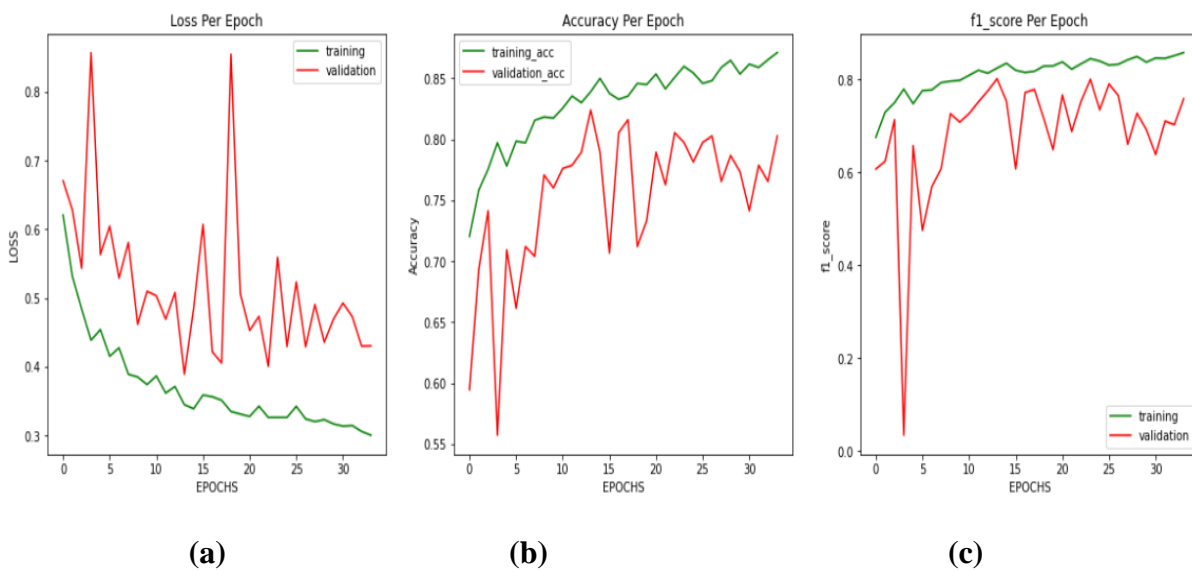 Loss Per Epoch
training
validation
LOSS
0.8
0.7
0.6
0.5
0.4
0.3
0 5 10 15 20 25 30
EPOCHS
(a)
Accuracy Per Epoch
training_acc
validation_acc
Accuracy
0.85
0.80
0.75
0.70
0.65
0.60
0.55
0 5 10 15 20 25 30
EPOCHS
(b)
f1_score Per Epoch
f1_score
0.8
0.6
0.4
0.2
0.0
training
validation
0 5 10 15 20 25 30
EPOCHS
(c)